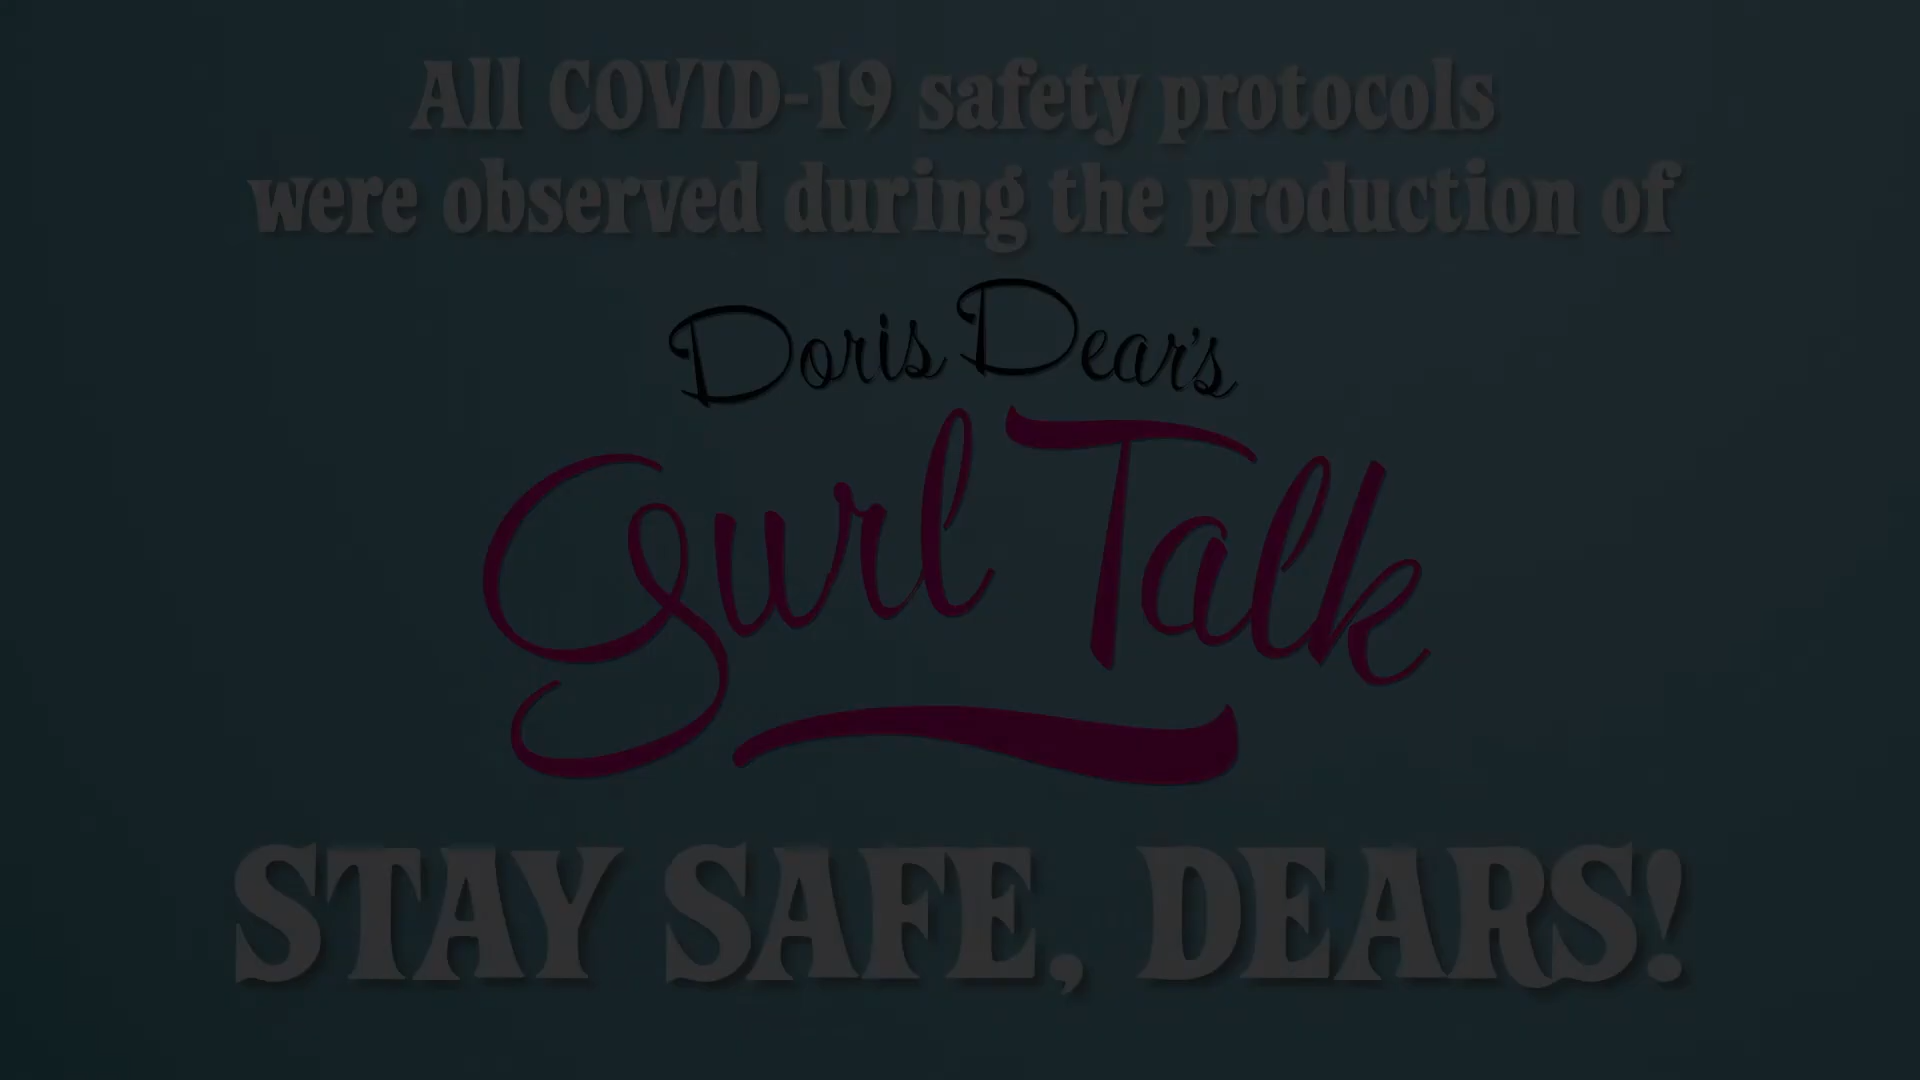 All COVID-19 safety protocols
were observed during the production of
Doris Dear's
Gurl Talk
STAY SAFE, DEARS!